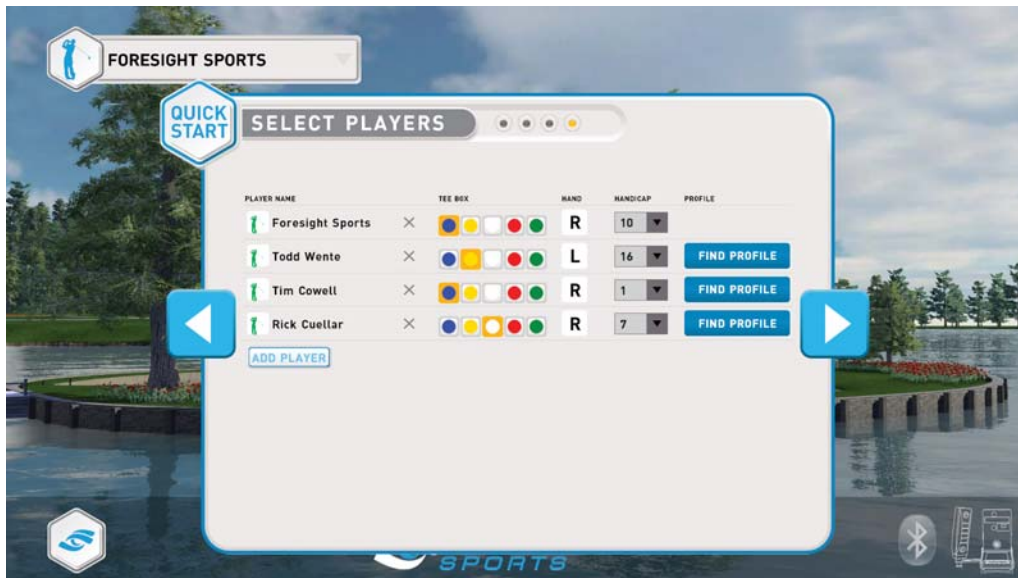 FORESIGHT SPORTS
QUICK START
SELECT PLAYERS
PLAYER NAME TEE BOX HAND HANDICAP PROFILE
Foresight Sports R 10
Todd Wente L 16 FIND PROFILE
Tim Cowell R 1 FIND PROFILE
Rick Cuellar R 7 FIND PROFILE
ADD PLAYER
SPORTS